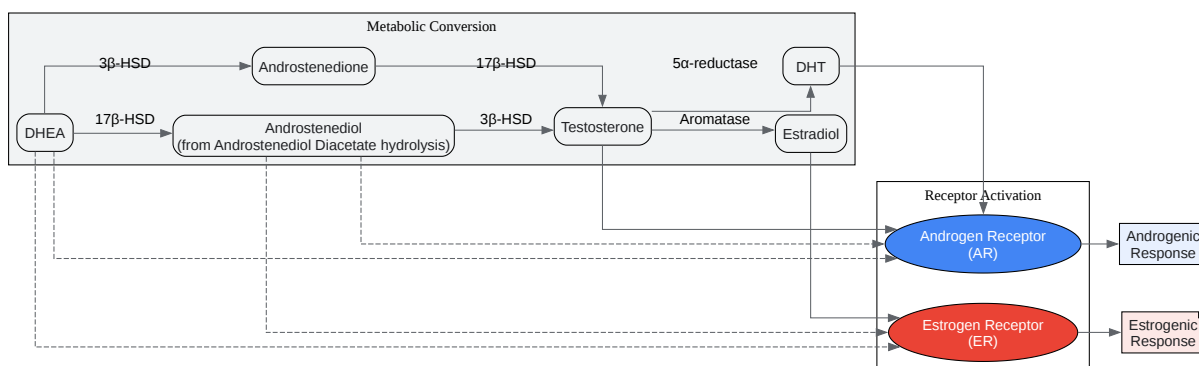 Metabolic Conversion
3β-HSD
Androstenedione
17β-HSD
5α-reductase
DHT
DHEA
17β-HSD
Androstenediol
(from Androstenediol Diacetate hydrolysis)
3β-HSD
Testosterone
Aromatase
Estradiol
Receptor Activation
Androgen Receptor
(AR)
Androgenic
Response
Estrogen Receptor
(ER)
Estrogenic
Response